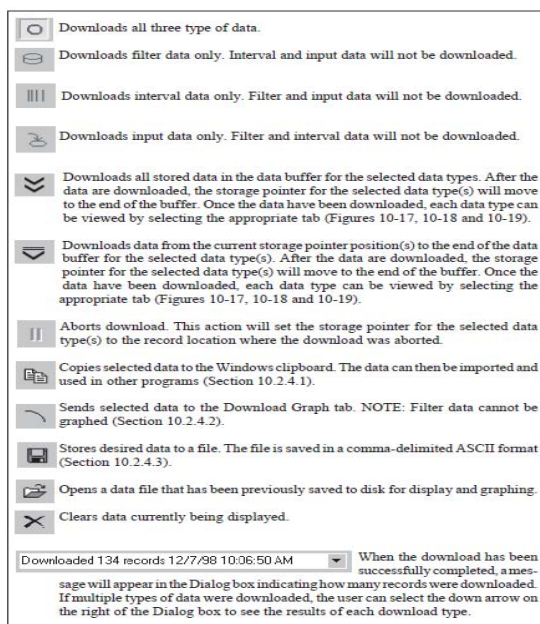 Downloads all three type of data.
Downloads filter data only. Interval and input data will not be downloaded.
Downloads interval data only. Filter and input data will not be downloaded.
Downloads input data only. Filter and interval data will not be downloaded.
Downloads all stored data in the data buffer for the selected data types. After the
data are downloaded, the storage pointer for the selected data type(s) will move
to the end of the buffer. Once the data have been downloaded, each data type can
be viewed by selecting the appropriate tab (Figures 10-17, 10-18 and 10-19).
Downloads data from the current storage pointer position(s) to the end of the data
buffer for the selected data type(s). After the data are downloaded, the storage
pointer for the selected data type(s) will move to the end of the buffer. Once the
data have been downloaded, each data type can be viewed by selecting the
appropriate tab (Figures 10-17, 10-18 and 10-19).
Aborts download. This action will set the storage pointer for the selected data
type(s) to the record location where the download was aborted.
Copies selected data to the Windows clipboard. The data can then be imported and
used in other programs (Section 10.2.4.1).
Sends selected data to the Download Graph tab. NOTE: Filter data cannot be
graphed (Section 10.2.4.2).
Stores desired data to a file. The file is saved in a comma-delimited ASCII format
(Section 10.2.4.3).
Opens a data file that has been previously saved to disk for display and graphing.
Clears data currently being displayed.
Downloaded 134 records 12/7/98 10:06:50 AM
When the download has been
successfully completed, a mes-
sage will appear in the Dialog box indicating how many records were downloaded.
If multiple types of data were downloaded, the user can select the down arrow on
the right of the Dialog box to see the results of each download type.